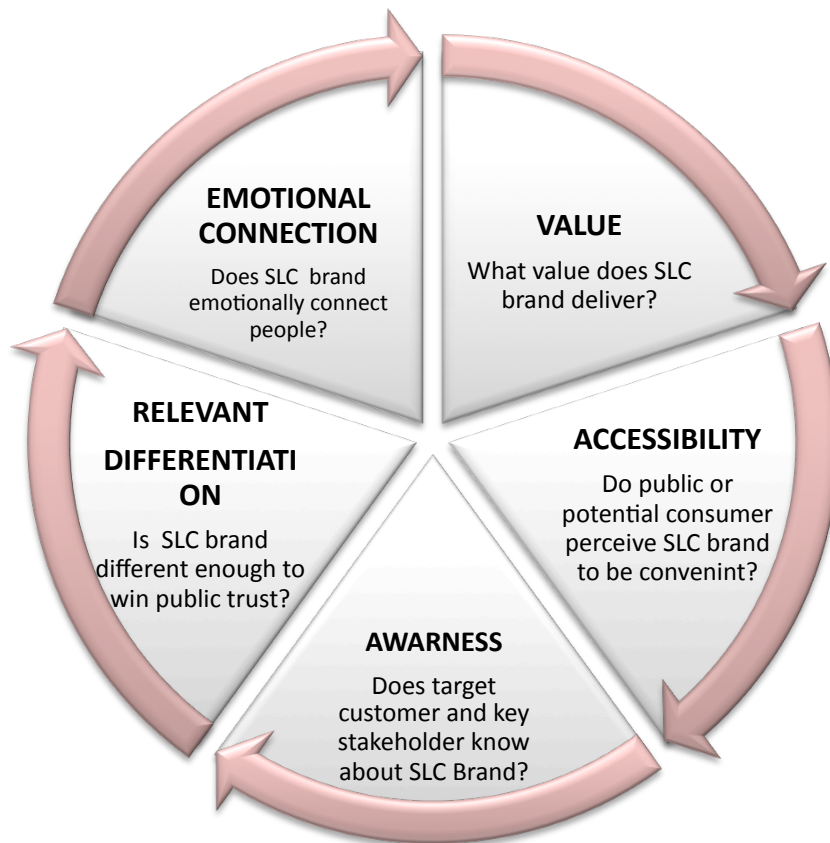 EMOTIONAL
CONNECTION
Does SLC brand
emotionally connect
people?
VALUE
What value does SLC
brand deliver?
ACCESSIBILITY
Do public or
potential consumer
perceive SLC brand
to be convenint?
AWARNESS
Does target
customer and key
stakeholder know
about SLC Brand?
RELEVANT
DIFFERENTIATI
ON
Is SLC brand
different enough to
win public trust?